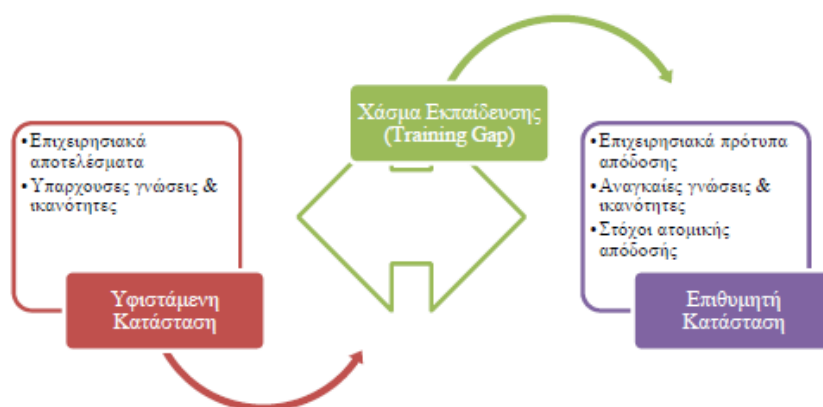 Χάσμα Εκπαίδευσης
(Training Gap)
•Επιχειρησιακά
αποτελέσματα
•Υπαρχουσες γνώσεις &
ικανότητες
Υφιστάμενη
Κατάσταση
•Επιχειρησιακά πρότυπα
απόδοσης
•Αναγκαίες γνώσεις &
ικανότητες
•Στόχοι ατομικής
απόδοσής
Επιθυμητή
Κατάσταση